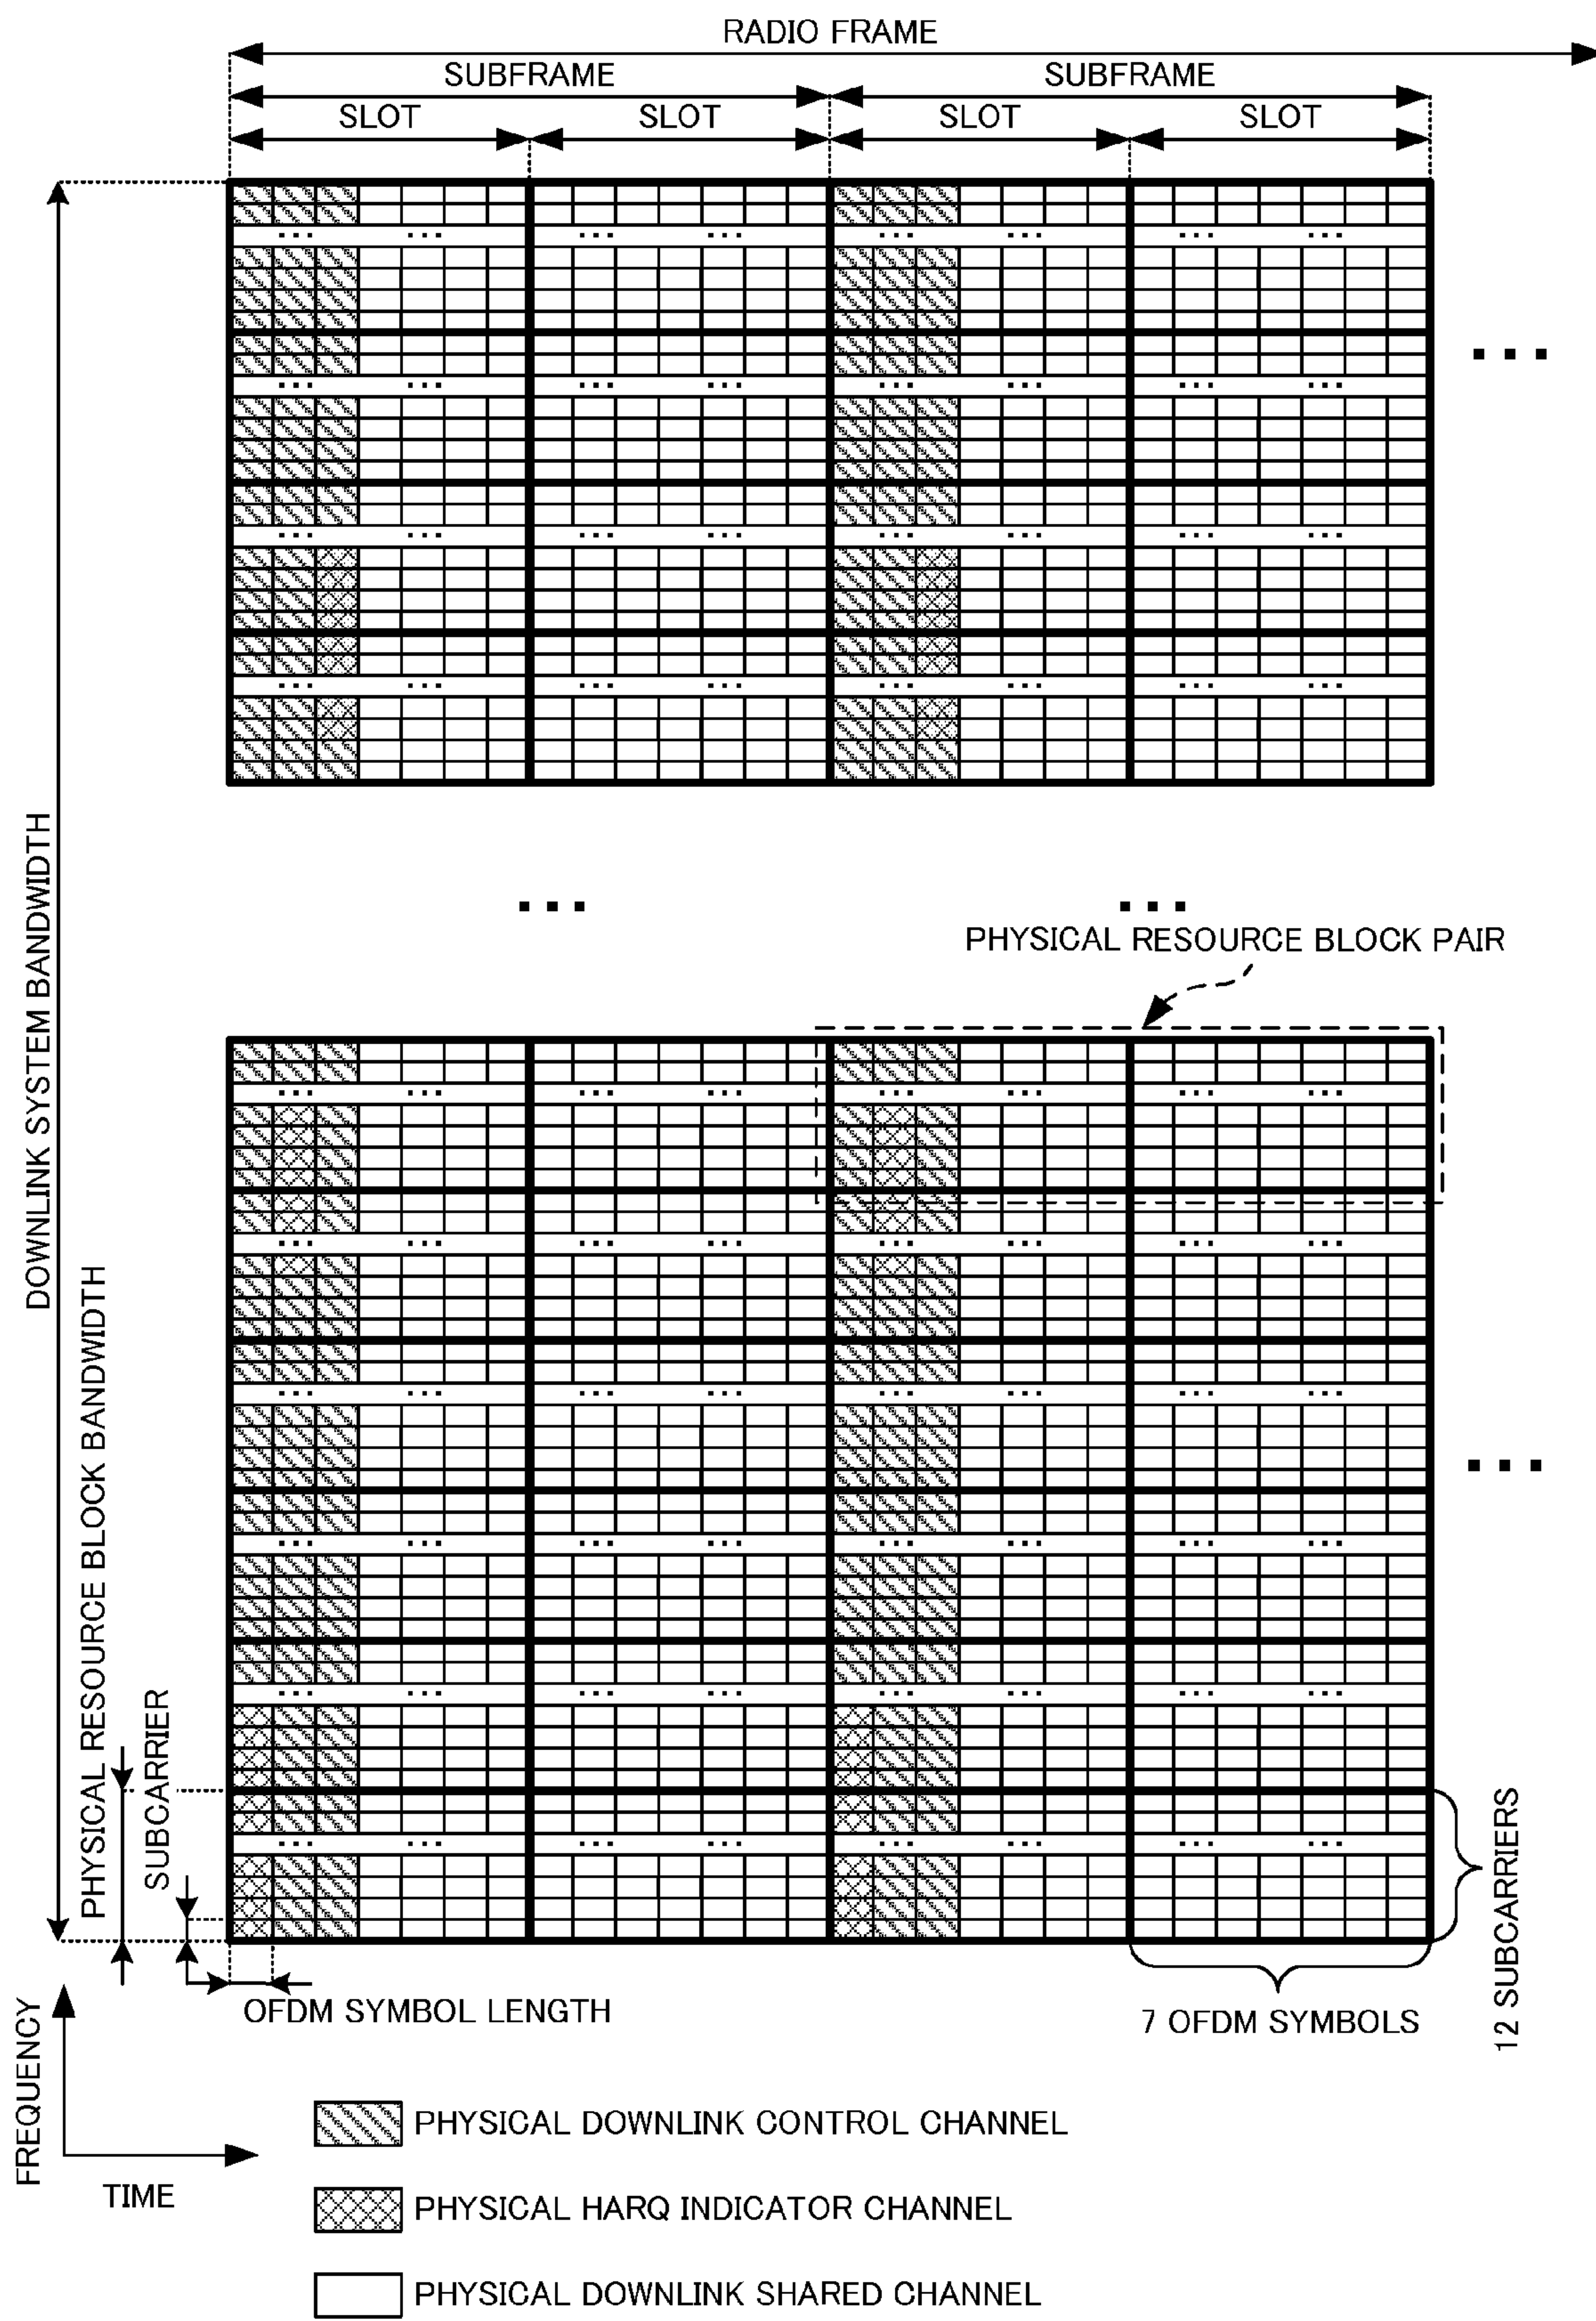 RADIO FRAME
SUBFRAME
SUBFRAME
SLOT
SLOT
SLOT
SLOT
DOWNLINK SYSTEM BANDWIDTH
PHYSICAL RESOURCE BLOCK PAIR
PHYSICAL RESOURCE BLOCK BANDWIDTH
SUBCARRIER
12 SUBCARRIERS
OFDM SYMBOL LENGTH
7 OFDM SYMBOLS
FREQUENCY
TIME
PHYSICAL DOWNLINK CONTROL CHANNEL
PHYSICAL HARQ INDICATOR CHANNEL
PHYSICAL DOWNLINK SHARED CHANNEL